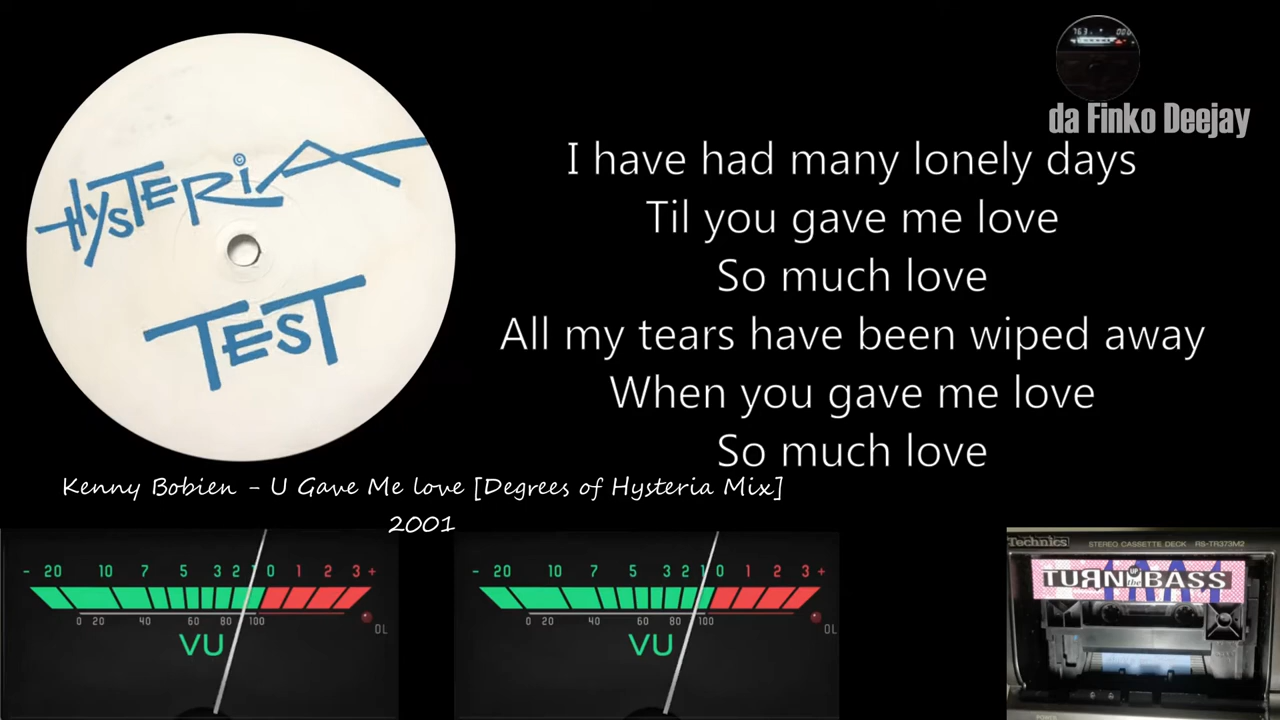 763
da Finko Deejay
HYSTERIA
©
TEST
I have had many lonely days
Til you gave me love
So much love
All my tears have been wiped away
When you gave me love
So much love
Kenny Bobien - U Gave Me love [Degrees of Hysteria Mix]
2001
- 20 10 7 5 3 2 1 0 1 2 3 +
0 20 40 60 80 100
OL
VU
- 20 10 7 5 3 2 1 0 1 2 3 +
0 20 40 60 80 100
OL
VU
Technics STEREO CASSETTE DECK RS-TR373M2
TURN UP the BASS